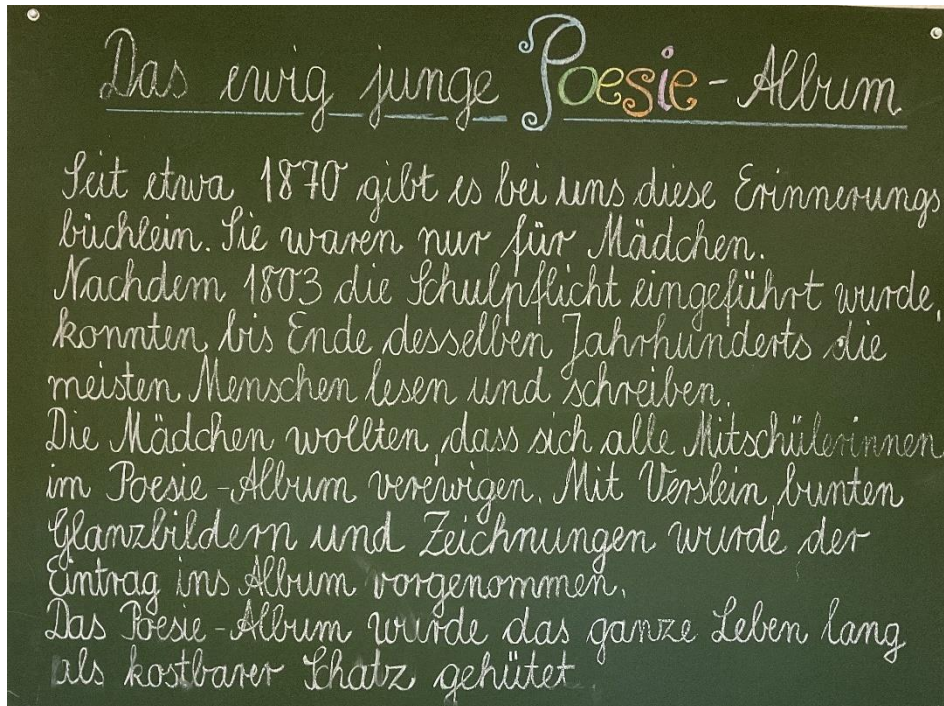 Das ewig junge Poesie-Album
Seit etwa 1870 gibt es bei uns diese Erinnerungs
büchlein. Sie waren nur für Mädchen.
Nachdem 1803 die Schulpflicht eingeführt wurde,
konnten bis Ende desselben Jahrhunderts die
meisten Menschen lesen und schreiben.
Die Mädchen wollten, dass sich alle Mitschülerinnen
im Poesie-Album verewigen. Mit Verslein, bunten
Glanzbildern und Zeichnungen wurde der
Eintrag ins Album vorgenommen.
Das Poesie-Album wurde das ganze Leben lang
als kostbarer Schatz gehütet.